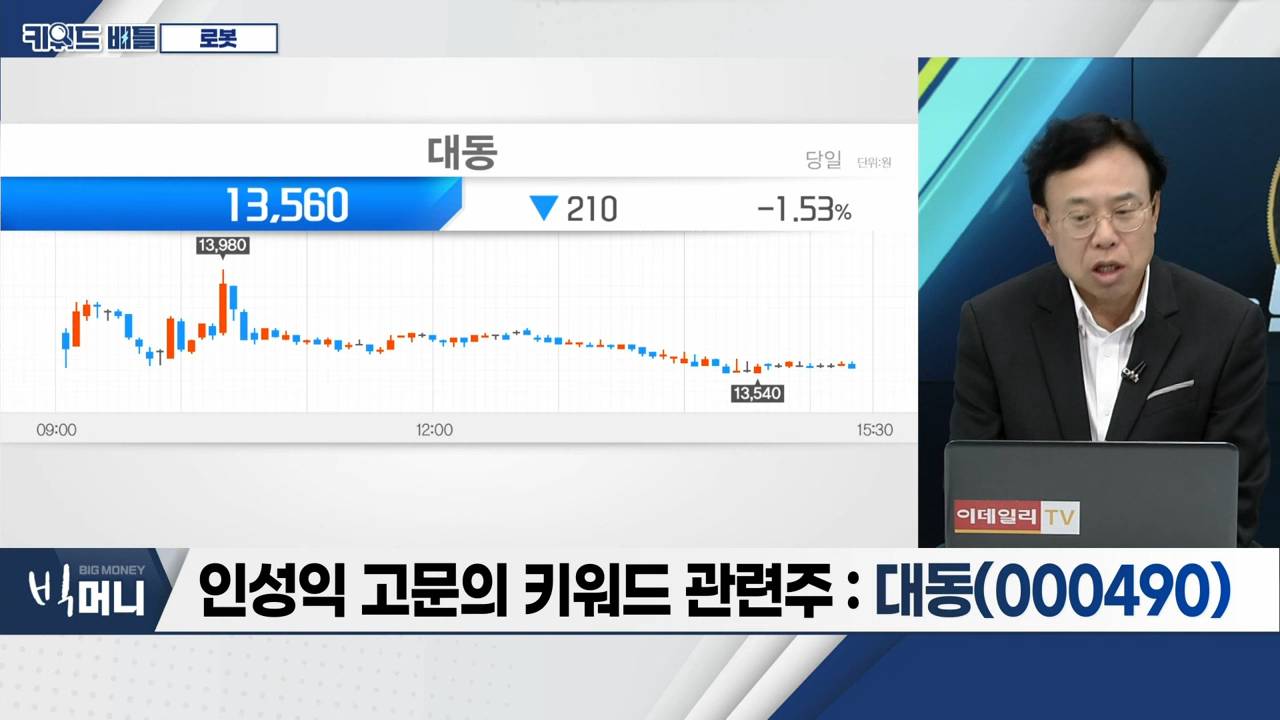 키워드 배틀 로봇
대동
당일 단위:원
13,560 ▼210 -1.53%
13,980
13,540
09:00 12:00 15:30
이데일리TV
BIG MONEY
빅머니
인성익 고문의 키워드 관련주 : 대동(000490)